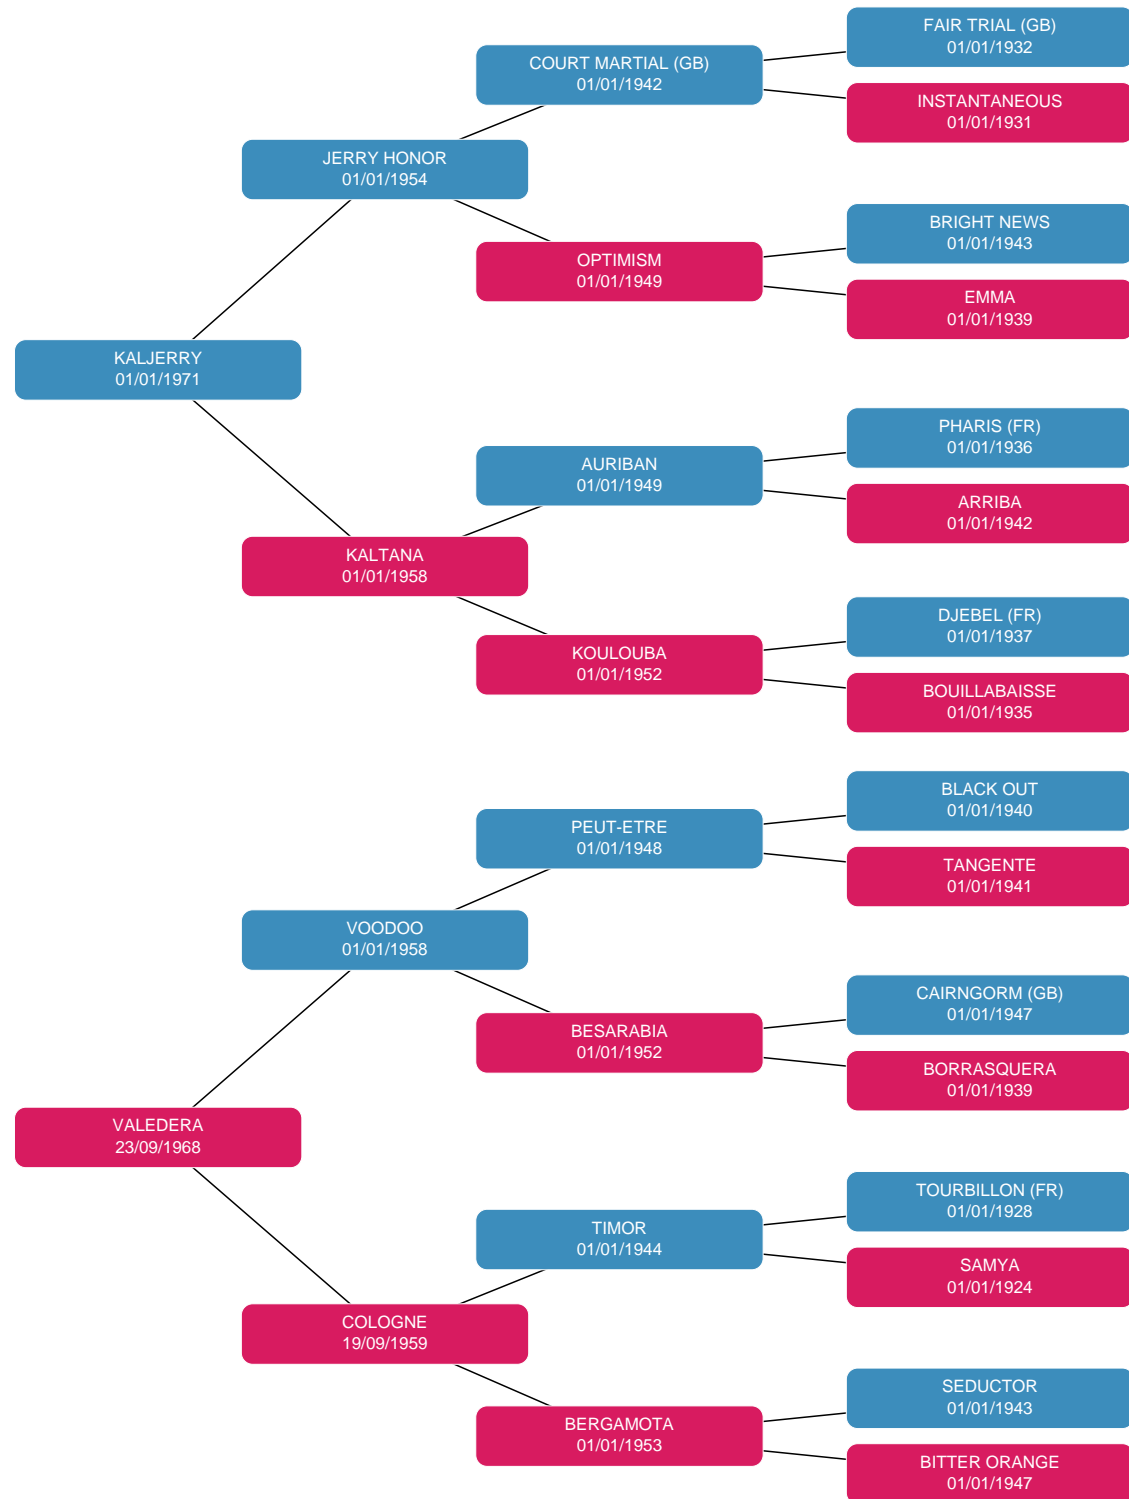 FAIR TRIAL (GB)
01/01/1932
COURT MARTIAL (GB)
01/01/1942
INSTANTANEOUS
01/01/1931
JERRY HONOR
01/01/1954
BRIGHT NEWS
01/01/1943
OPTIMISM
01/01/1949
EMMA
01/01/1939
KALJERRY
01/01/1971
PHARIS (FR)
01/01/1936
AURIBAN
01/01/1949
ARRIBA
01/01/1942
KALTANA
01/01/1958
DJEBEL (FR)
01/01/1937
KOULOUBA
01/01/1952
BOUILLABAISSE
01/01/1935
BLACK OUT
01/01/1940
PEUT-ETRE
01/01/1948
TANGENTE
01/01/1941
VOODOO
01/01/1958
CAIRNGORM (GB)
01/01/1947
BESARABIA
01/01/1952
BORRASQUERA
01/01/1939
VALEDERA
23/09/1968
TOURBILLON (FR)
01/01/1928
TIMOR
01/01/1944
SAMYA
01/01/1924
COLOGNE
19/09/1959
SEDUCTOR
01/01/1943
BERGAMOTA
01/01/1953
BITTER ORANGE
01/01/1947